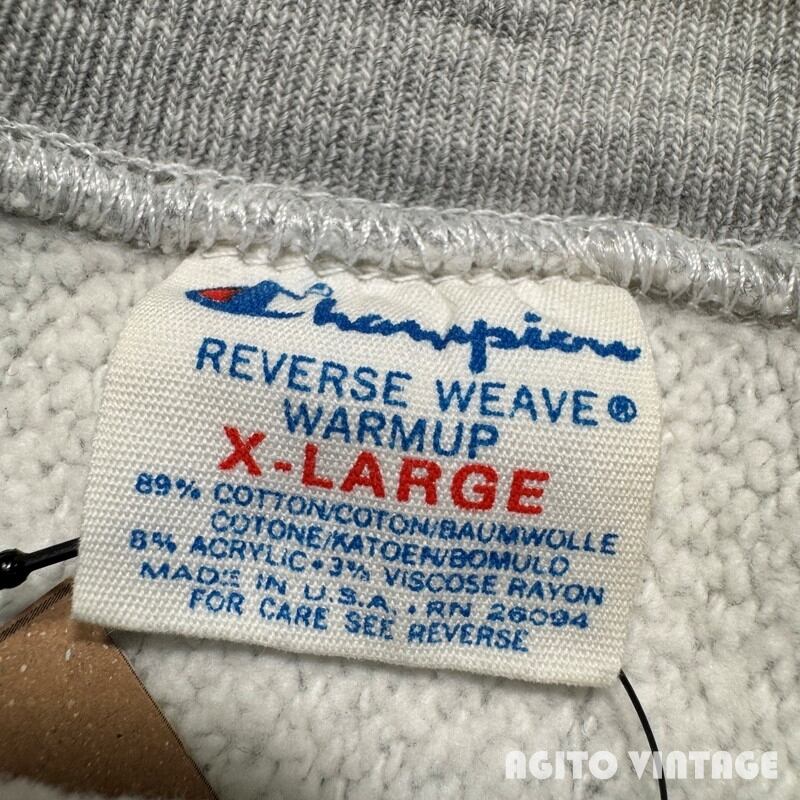 Champion
REVERSE WEAVE®
WARMUP
X-LARGE
89% COTTON/COTON/BAUMWOLLE
COTONE/KATOEN/BOMULD
8% ACRYLIC • 3% VISCOSE RAYON
MADE IN U.S.A. • RN 26094
FOR CARE SEE REVERSE
AGITO VINTAGE